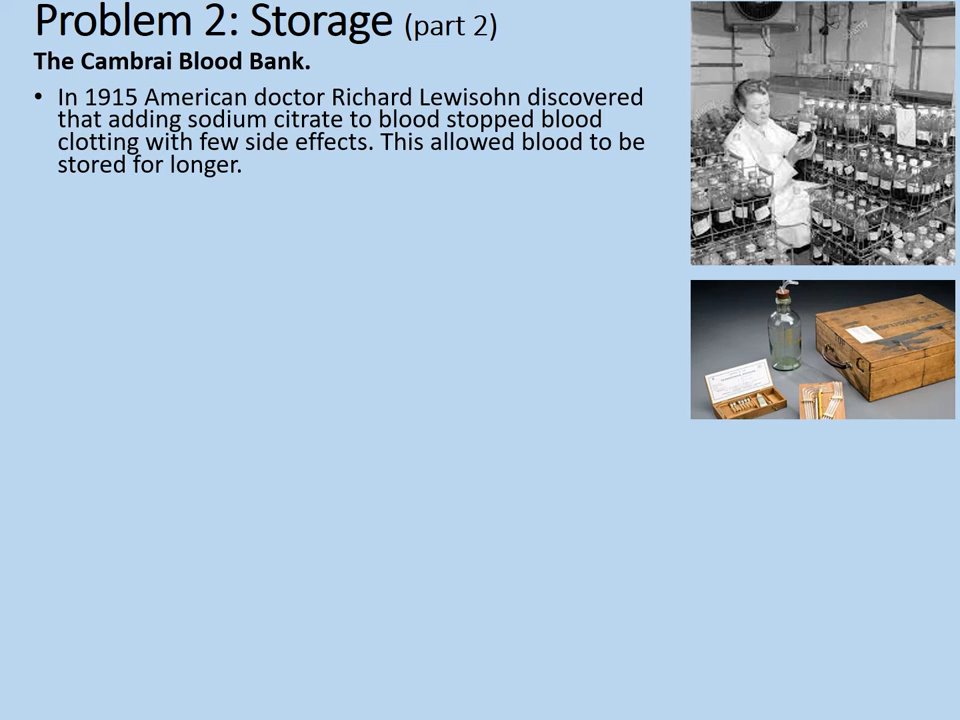 Problem 2: Storage (part 2)
The Cambrai Blood Bank.
• In 1915 American doctor Richard Lewisohn discovered
that adding sodium citrate to blood stopped blood
clotting with few side effects. This allowed blood to be
stored for longer.